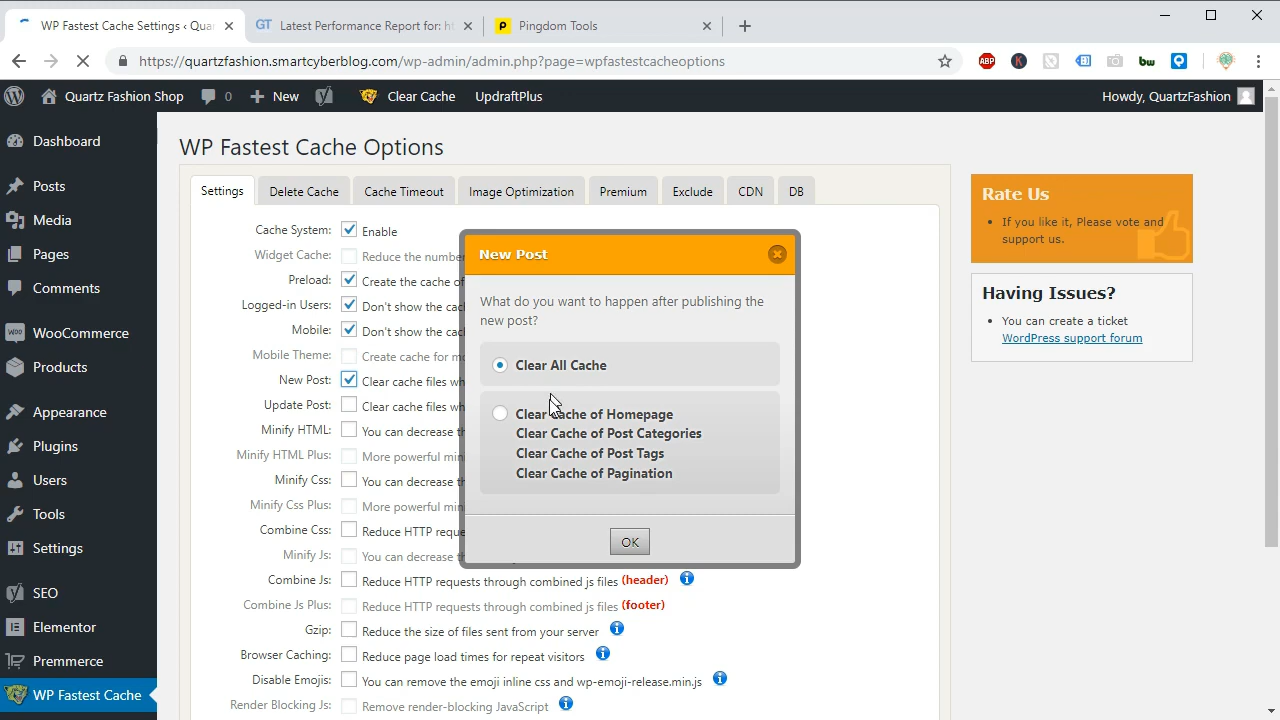 WP Fastest Cache Settings ‹ Qua
GT Latest Performance Report for: ht
Pingdom Tools
https://quartzfashion.smartcyberblog.com/wp-admin/admin.php?page=wpfastestcacheoptions
ABP
K
bw
Quartz Fashion Shop
0
New
Clear Cache
UpdraftPlus
Howdy, QuartzFashion
Dashboard
Posts
Media
Pages
Comments
WooCommerce
Products
Appearance
Plugins
Users
Tools
Settings
SEO
Elementor
Premmerce
WP Fastest Cache
WP Fastest Cache Options
Settings
Delete Cache
Cache Timeout
Image Optimization
Premium
Exclude
CDN
DB
Cache System: Enable
Widget Cache: Reduce the number
Preload: Create the cache of
Logged-in Users: Don't show the cac
Mobile: Don't show the cac
Mobile Theme: Create cache for mo
New Post: Clear cache files wh
Update Post: Clear cache files wh
Minify HTML: You can decrease th
Minify HTML Plus: More powerful min
Minify Css: You can decrease th
Minify Css Plus: More powerful min
Combine Css: Reduce HTTP reque
Minify Js: You can decrease th
Combine Js: Reduce HTTP requests through combined js files (header)
Combine Js Plus: Reduce HTTP requests through combined js files (footer)
Gzip: Reduce the size of files sent from your server
Browser Caching: Reduce page load times for repeat visitors
Disable Emojis: You can remove the emoji inline css and wp-emoji-release.min.js
Render Blocking Js: Remove render-blocking JavaScript
New Post
What do you want to happen after publishing the
new post?
Clear All Cache
Clear Cache of Homepage
Clear Cache of Post Categories
Clear Cache of Post Tags
Clear Cache of Pagination
OK
Rate Us
If you like it, Please vote and
support us.
Having Issues?
You can create a ticket
WordPress support forum